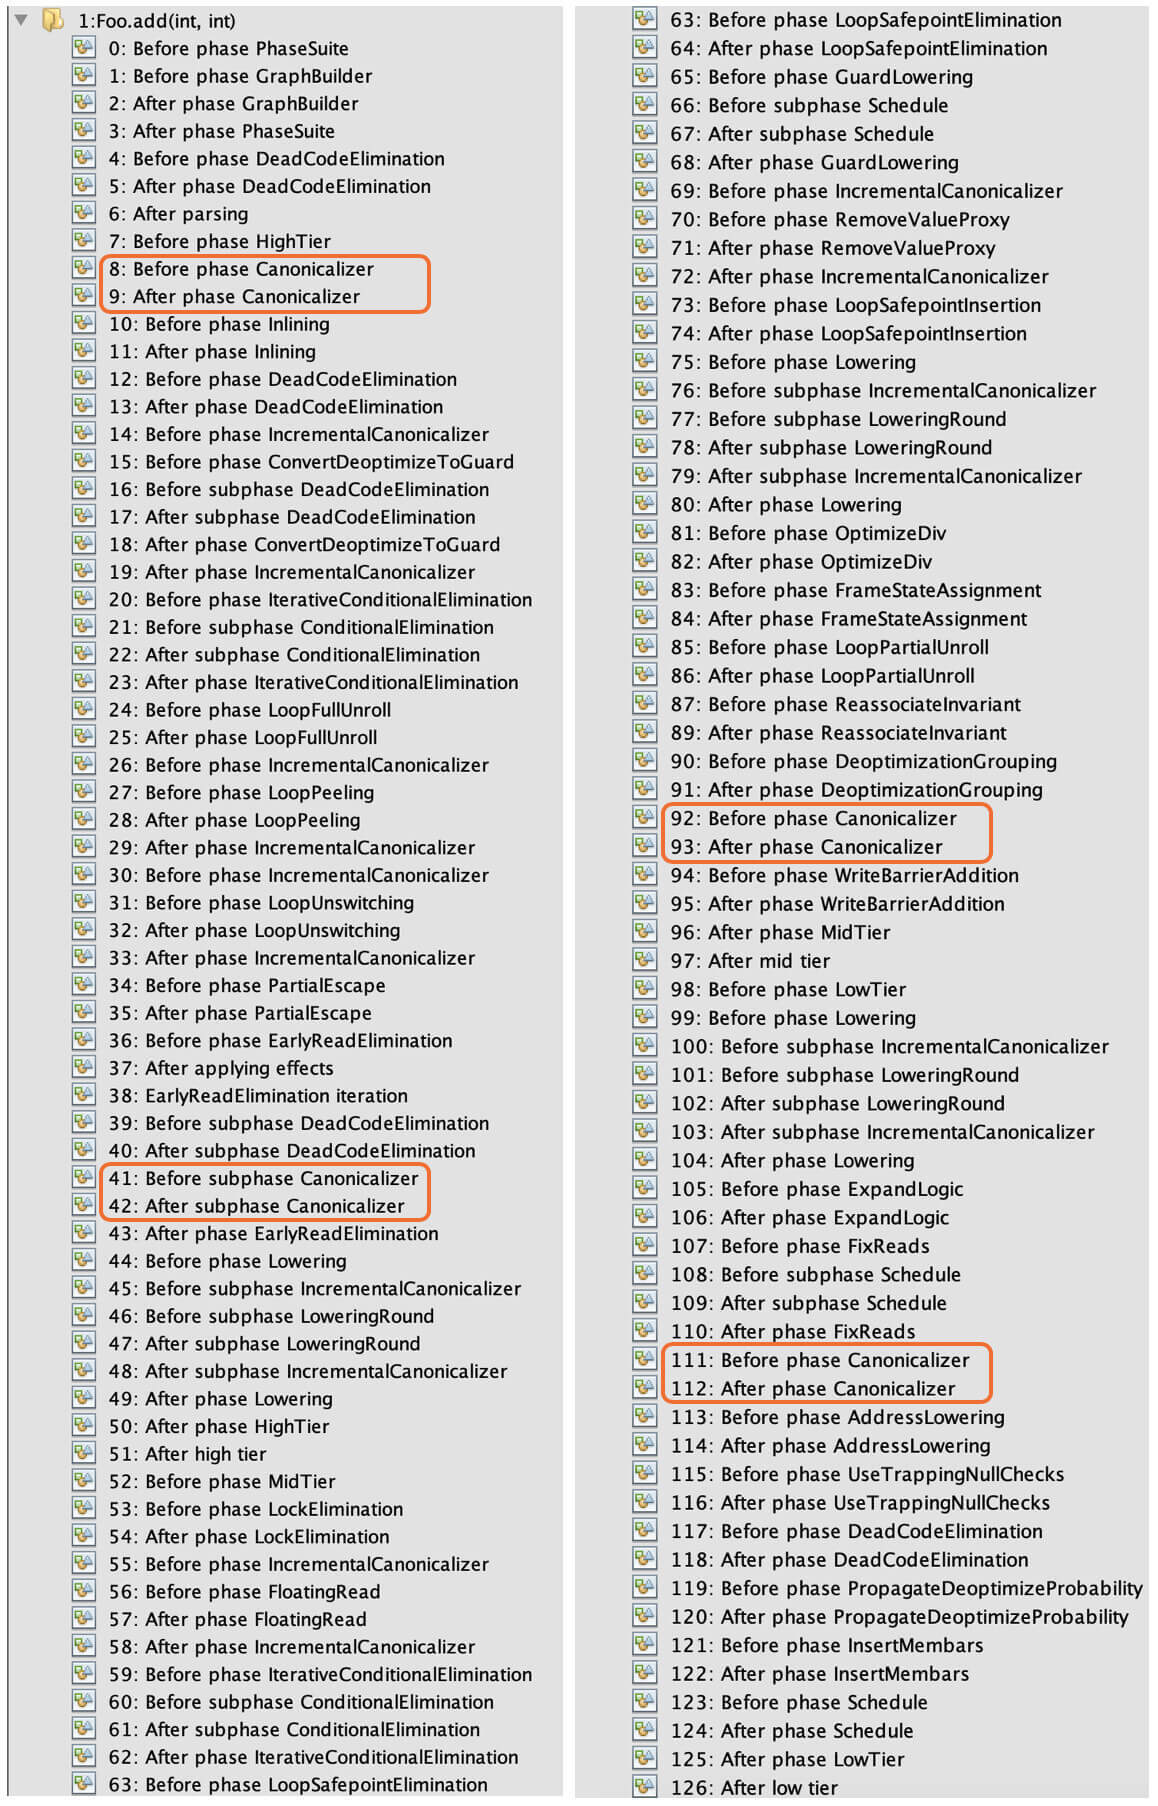 1:Foo.add(int, int)
0: Before phase PhaseSuite
1: Before phase GraphBuilder
2: After phase GraphBuilder
3: After phase PhaseSuite
4: Before phase DeadCodeElimination
5: After phase DeadCodeElimination
6: After parsing
7: Before phase HighTier
8: Before phase Canonicalizer
9: After phase Canonicalizer
10: Before phase Inlining
11: After phase Inlining
12: Before phase DeadCodeElimination
13: After phase DeadCodeElimination
14: Before phase IncrementalCanonicalizer
15: Before phase ConvertDeoptimizeToGuard
16: Before subphase DeadCodeElimination
17: After subphase DeadCodeElimination
18: After phase ConvertDeoptimizeToGuard
19: After phase IncrementalCanonicalizer
20: Before phase IterativeConditionalElimination
21: Before subphase ConditionalElimination
22: After subphase ConditionalElimination
23: After phase IterativeConditionalElimination
24: Before phase LoopFullUnroll
25: After phase LoopFullUnroll
26: Before phase IncrementalCanonicalizer
27: Before phase LoopPeeling
28: After phase LoopPeeling
29: After phase IncrementalCanonicalizer
30: Before phase IncrementalCanonicalizer
31: Before phase LoopUnswitching
32: After phase LoopUnswitching
33: After phase IncrementalCanonicalizer
34: Before phase PartialEscape
35: After phase PartialEscape
36: Before phase EarlyReadElimination
37: After applying effects
38: EarlyReadElimination iteration
39: Before subphase DeadCodeElimination
40: After subphase DeadCodeElimination
41: Before subphase Canonicalizer
42: After subphase Canonicalizer
43: After phase EarlyReadElimination
44: Before phase Lowering
45: Before subphase IncrementalCanonicalizer
46: Before subphase LoweringRound
47: After subphase LoweringRound
48: After subphase IncrementalCanonicalizer
49: After phase Lowering
50: After phase HighTier
51: After high tier
52: Before phase MidTier
53: Before phase LockElimination
54: After phase LockElimination
55: Before phase IncrementalCanonicalizer
56: Before phase FloatingRead
57: After phase FloatingRead
58: After phase IncrementalCanonicalizer
59: Before phase IterativeConditionalElimination
60: Before subphase ConditionalElimination
61: After subphase ConditionalElimination
62: After phase IterativeConditionalElimination
63: Before phase LoopSafepointElimination
63: Before phase LoopSafepointElimination
64: After phase LoopSafepointElimination
65: Before phase GuardLowering
66: Before subphase Schedule
67: After subphase Schedule
68: After phase GuardLowering
69: Before phase IncrementalCanonicalizer
70: Before phase RemoveValueProxy
71: After phase RemoveValueProxy
72: After phase IncrementalCanonicalizer
73: Before phase LoopSafepointInsertion
74: After phase LoopSafepointInsertion
75: Before phase Lowering
76: Before subphase IncrementalCanonicalizer
77: Before subphase LoweringRound
78: After subphase LoweringRound
79: After subphase IncrementalCanonicalizer
80: After phase Lowering
81: Before phase OptimizeDiv
82: After phase OptimizeDiv
83: Before phase FrameStateAssignment
84: After phase FrameStateAssignment
85: Before phase LoopPartialUnroll
86: After phase LoopPartialUnroll
87: Before phase ReassociateInvariant
89: After phase ReassociateInvariant
90: Before phase DeoptimizationGrouping
91: After phase DeoptimizationGrouping
92: Before phase Canonicalizer
93: After phase Canonicalizer
94: Before phase WriteBarrierAddition
95: After phase WriteBarrierAddition
96: After phase MidTier
97: After mid tier
98: Before phase LowTier
99: Before phase Lowering
100: Before subphase IncrementalCanonicalizer
101: Before subphase LoweringRound
102: After subphase LoweringRound
103: After subphase IncrementalCanonicalizer
104: After phase Lowering
105: Before phase ExpandLogic
106: After phase ExpandLogic
107: Before phase FixReads
108: Before subphase Schedule
109: After subphase Schedule
110: After phase FixReads
111: Before phase Canonicalizer
112: After phase Canonicalizer
113: Before phase AddressLowering
114: After phase AddressLowering
115: Before phase UseTrappingNullChecks
116: After phase UseTrappingNullChecks
117: Before phase DeadCodeElimination
118: After phase DeadCodeElimination
119: Before phase PropagateDeoptimizeProbability
120: After phase PropagateDeoptimizeProbability
121: Before phase InsertMembars
122: After phase InsertMembars
123: Before phase Schedule
124: After phase Schedule
125: After phase LowTier
126: After low tier